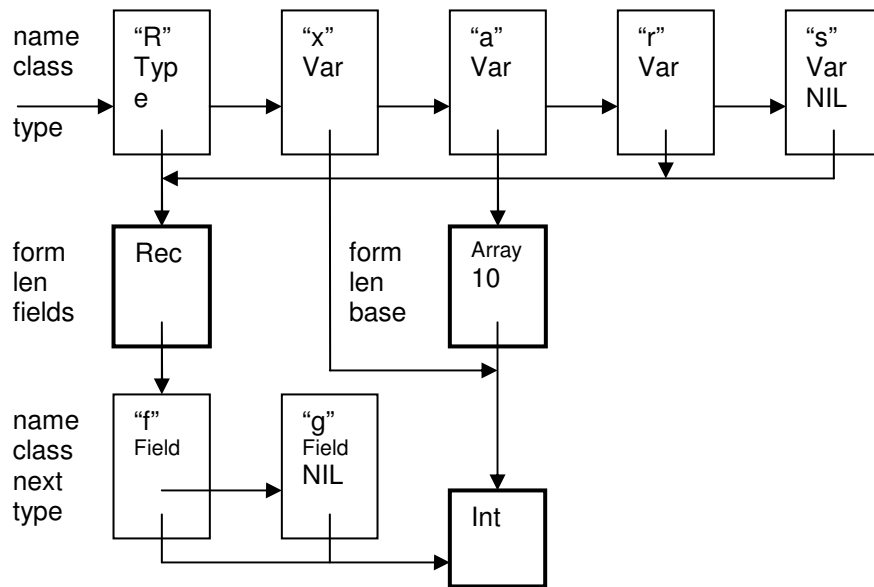 name
class
type
“R”
Typ
e
“x”
Var
“a”
Var
“r”
Var
“s”
Var
NIL
form
len
fields
Rec
form
len
base
Array
10
name
class
next
type
“f”
Field
“g”
Field
NIL
Int